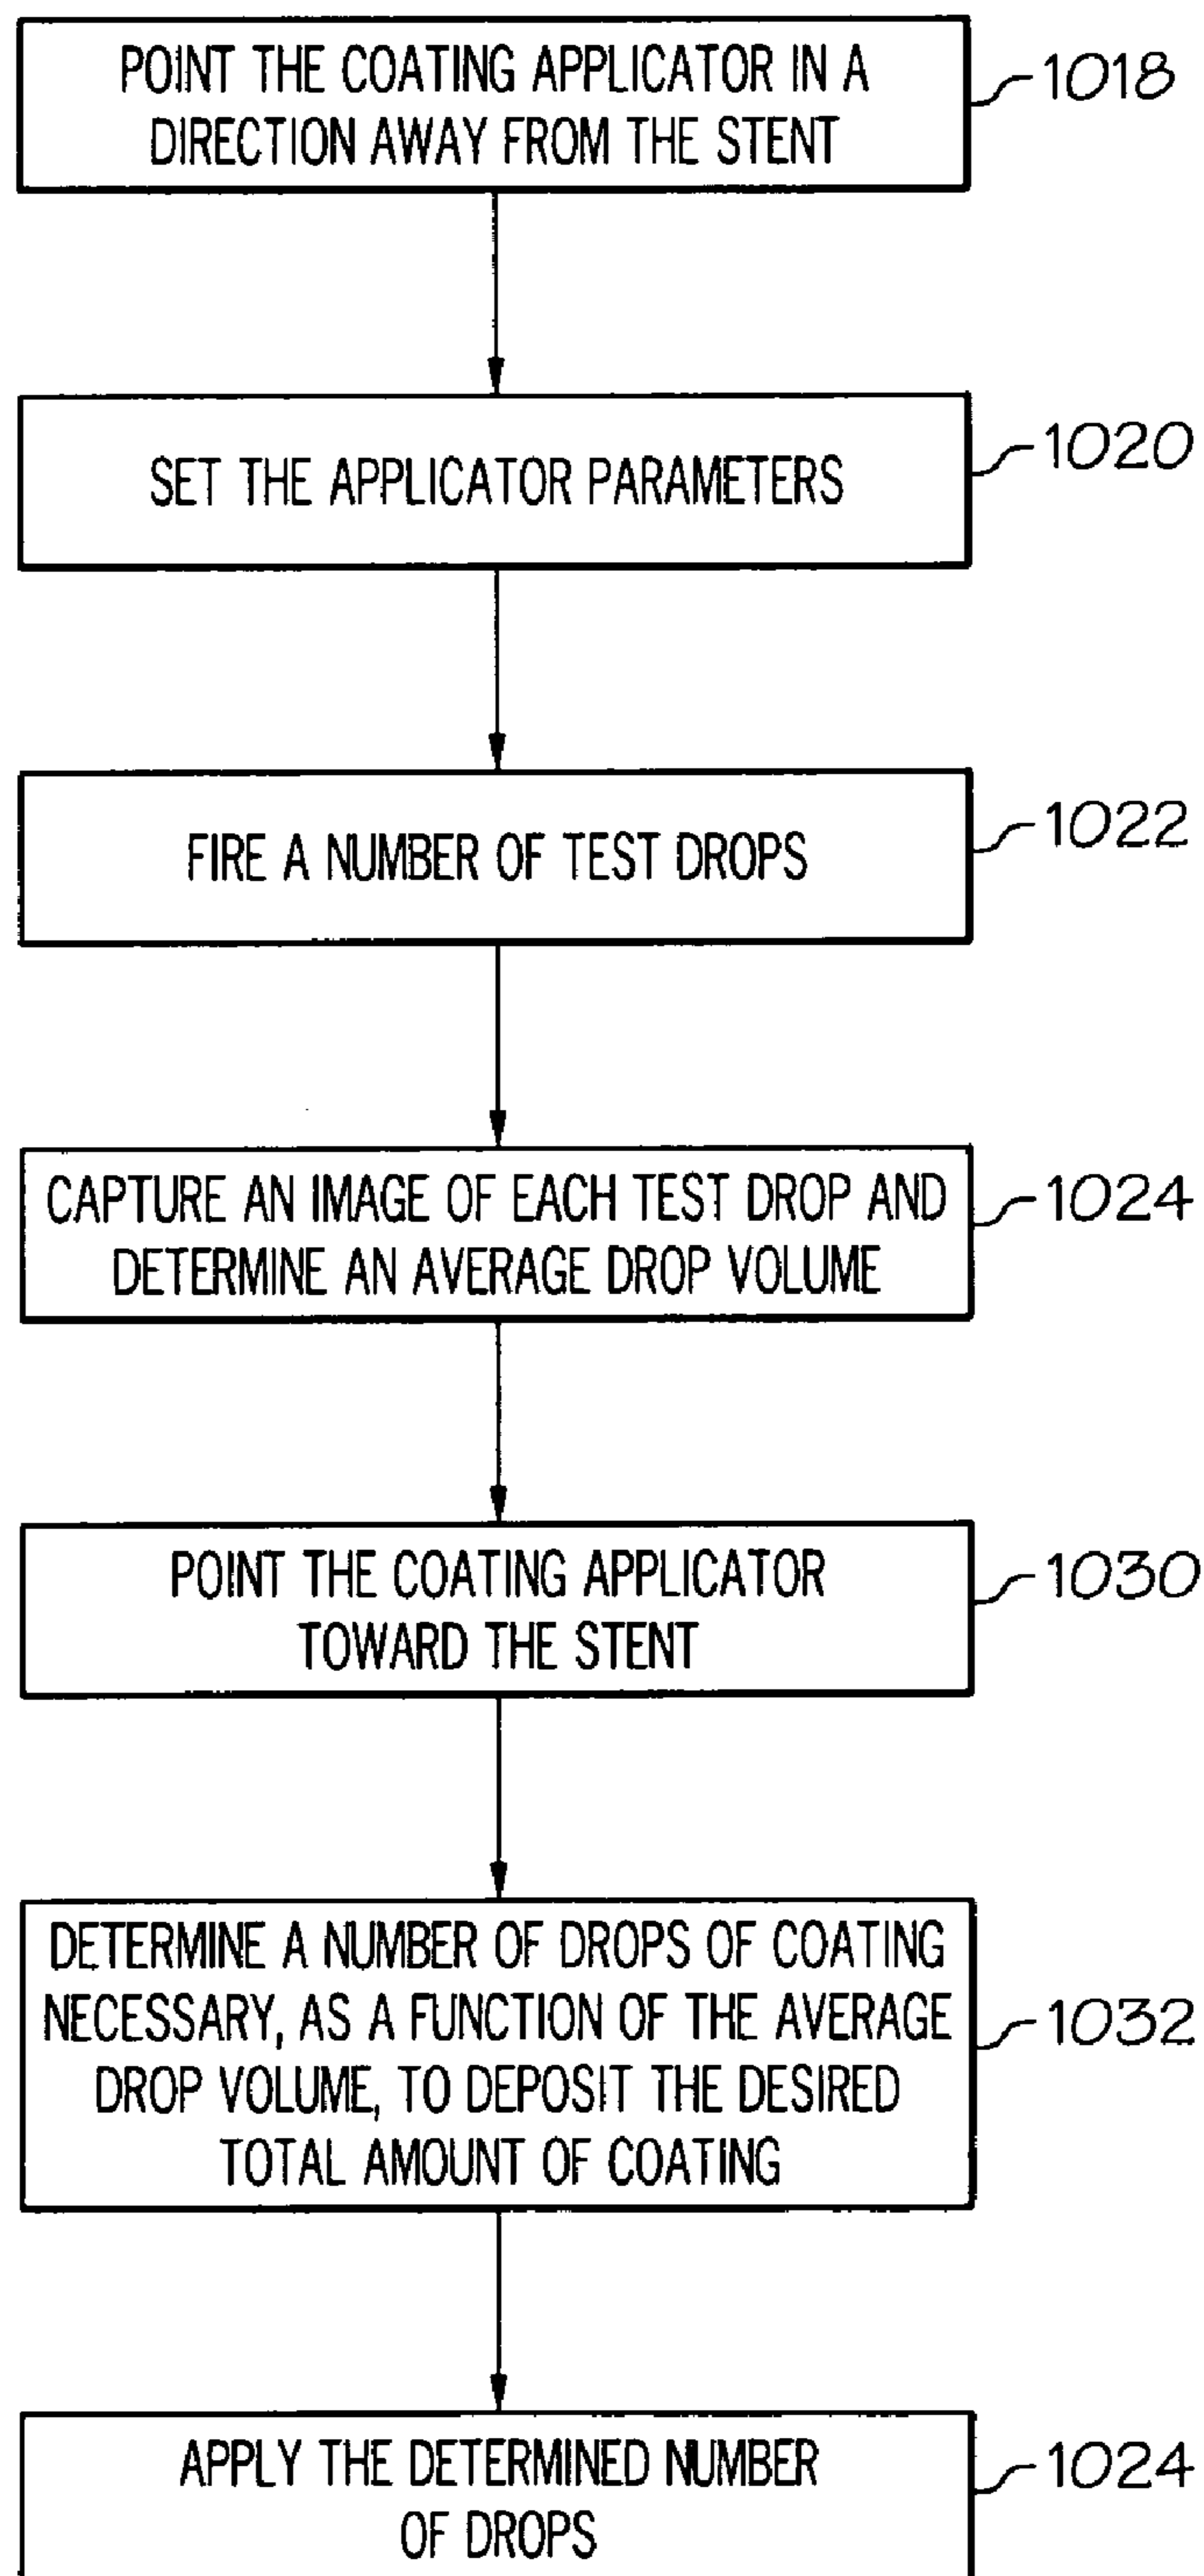 POINT THE COATING APPLICATOR IN A
DIRECTION AWAY FROM THE STENT
1018
SET THE APPLICATOR PARAMETERS
1020
FIRE A NUMBER OF TEST DROPS
1022
CAPTURE AN IMAGE OF EACH TEST DROP AND
DETERMINE AN AVERAGE DROP VOLUME
1024
POINT THE COATING APPLICATOR
TOWARD THE STENT
1030
DETERMINE A NUMBER OF DROPS OF COATING
NECESSARY, AS A FUNCTION OF THE AVERAGE
DROP VOLUME, TO DEPOSIT THE DESIRED
TOTAL AMOUNT OF COATING
1032
APPLY THE DETERMINED NUMBER
OF DROPS
1024